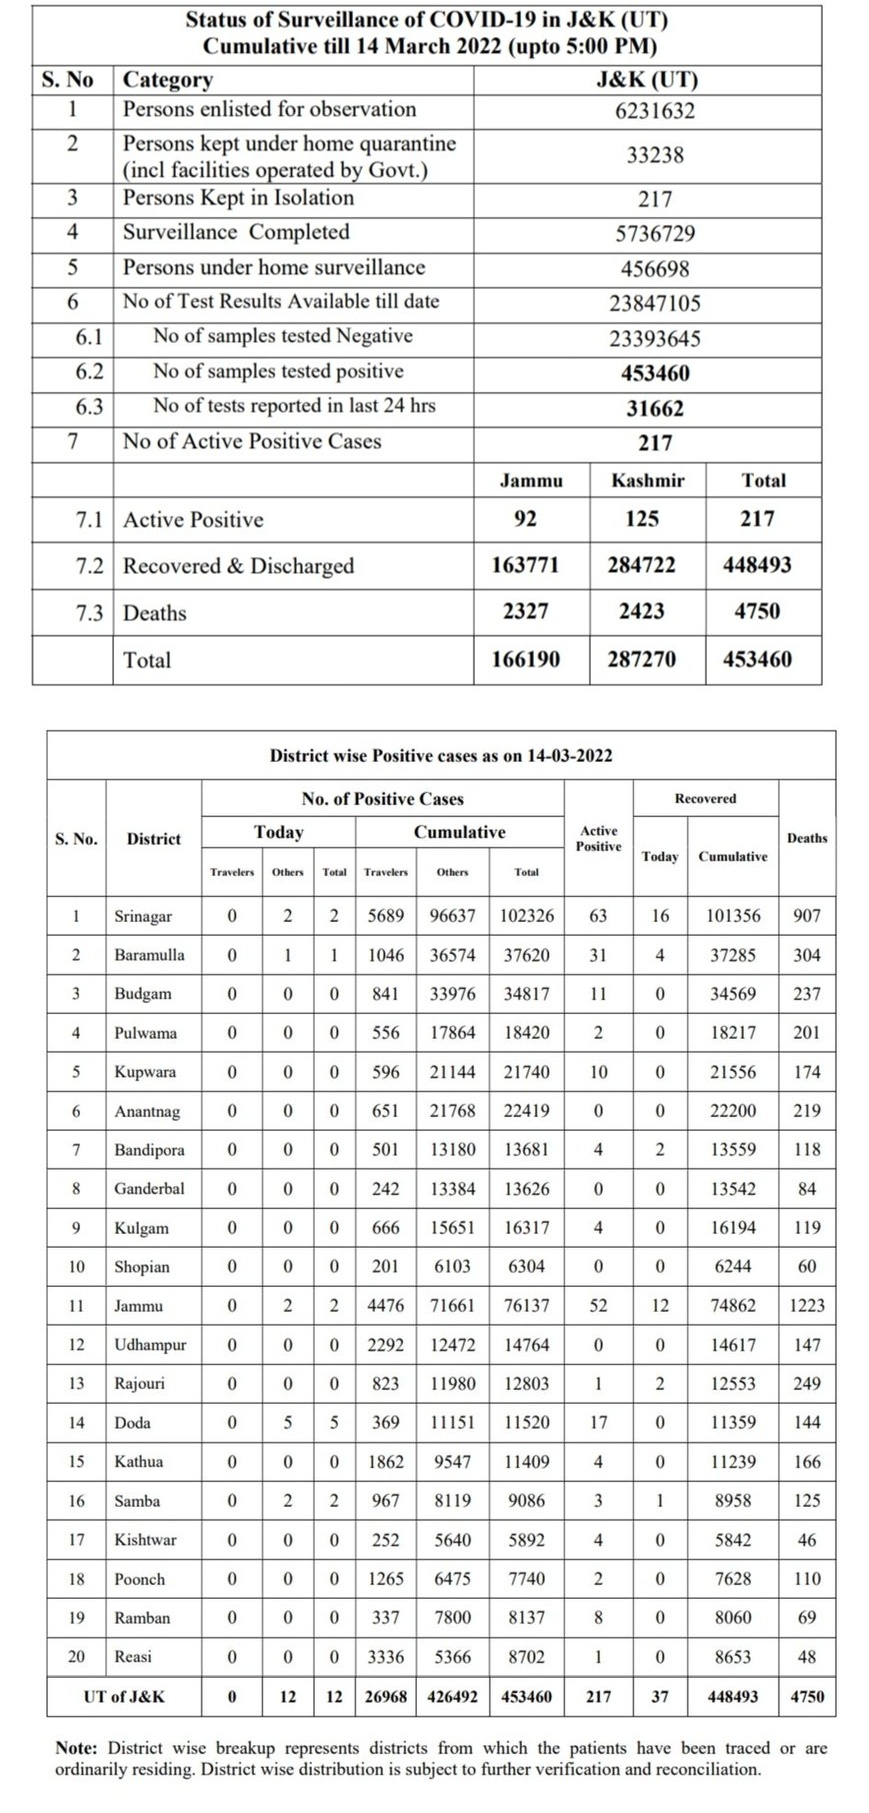 Status of Surveillance of COVID-19 in J&K (UT)
Cumulative till 14 March 2022 (upto 5:00 PM)
S. No Category J&K (UT)
1 Persons enlisted for observation 6231632
2 Persons kept under home quarantine
(incl facilities operated by Govt.) 33238
3 Persons Kept in Isolation 217
4 Surveillance Completed 5736729
5 Persons under home surveillance 456698
6 No of Test Results Available till date 23847105
6.1 No of samples tested Negative 23393645
6.2 No of samples tested positive 453460
6.3 No of tests reported in last 24 hrs 31662
7 No of Active Positive Cases 217
Jammu Kashmir Total
7.1 Active Positive 92 125 217
7.2 Recovered & Discharged 163771 284722 448493
7.3 Deaths 2327 2423 4750
Total 166190 287270 453460
District wise Positive cases as on 14-03-2022
No. of Positive Cases Recovered
S. No. District Today Cumulative Active
Positive Today Cumulative Deaths
Travelers Others Total Travelers Others Total
1 Srinagar 0 2 2 5689 96637 102326 63 16 101356 907
2 Baramulla 0 1 1 1046 36574 37620 31 4 37285 304
3 Budgam 0 0 0 841 33976 34817 11 0 34569 237
4 Pulwama 0 0 0 556 17864 18420 2 0 18217 201
5 Kupwara 0 0 0 596 21144 21740 10 0 21556 174
6 Anantnag 0 0 0 651 21768 22419 0 0 22200 219
7 Bandipora 0 0 0 501 13180 13681 4 2 13559 118
8 Ganderbal 0 0 0 242 13384 13626 0 0 13542 84
9 Kulgam 0 0 0 666 15651 16317 4 0 16194 119
10 Shopian 0 0 0 201 6103 6304 0 0 6244 60
11 Jammu 0 2 2 4476 71661 76137 52 12 74862 1223
12 Udhampur 0 0 0 2292 12472 14764 0 0 14617 147
13 Rajouri 0 0 0 823 11980 12803 1 2 12553 249
14 Doda 0 5 5 369 11151 11520 17 0 11359 144
15 Kathua 0 0 0 1862 9547 11409 4 0 11239 166
16 Samba 0 2 2 967 8119 9086 3 1 8958 125
17 Kishtwar 0 0 0 252 5640 5892 4 0 5842 46
18 Poonch 0 0 0 1265 6475 7740 2 0 7628 110
19 Ramban 0 0 0 337 7800 8137 8 0 8060 69
20 Reasi 0 0 0 3336 5366 8702 1 0 8653 48
UT of J&K 0 12 12 26968 426492 453460 217 37 448493 4750
Note: District wise breakup represents districts from which the patients have been traced or are
ordinarily residing. District wise distribution is subject to further verification and reconciliation.